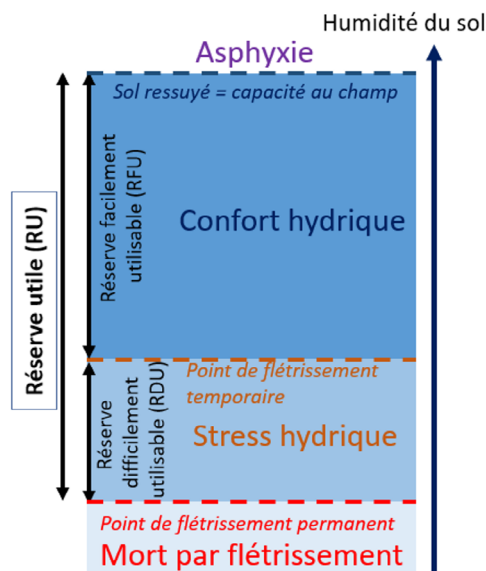 Humidité du sol
Asphyxie
Sol ressuyé = capacité au champ
Réserve utile (RU)
Réserve facilement
utilisable (RFU)
Confort hydrique
Point de flétrissement
temporaire
Réserve
difficilement
utilisable (RDU)
Stress hydrique
Point de flétrissement permanent
Mort par flétrissement